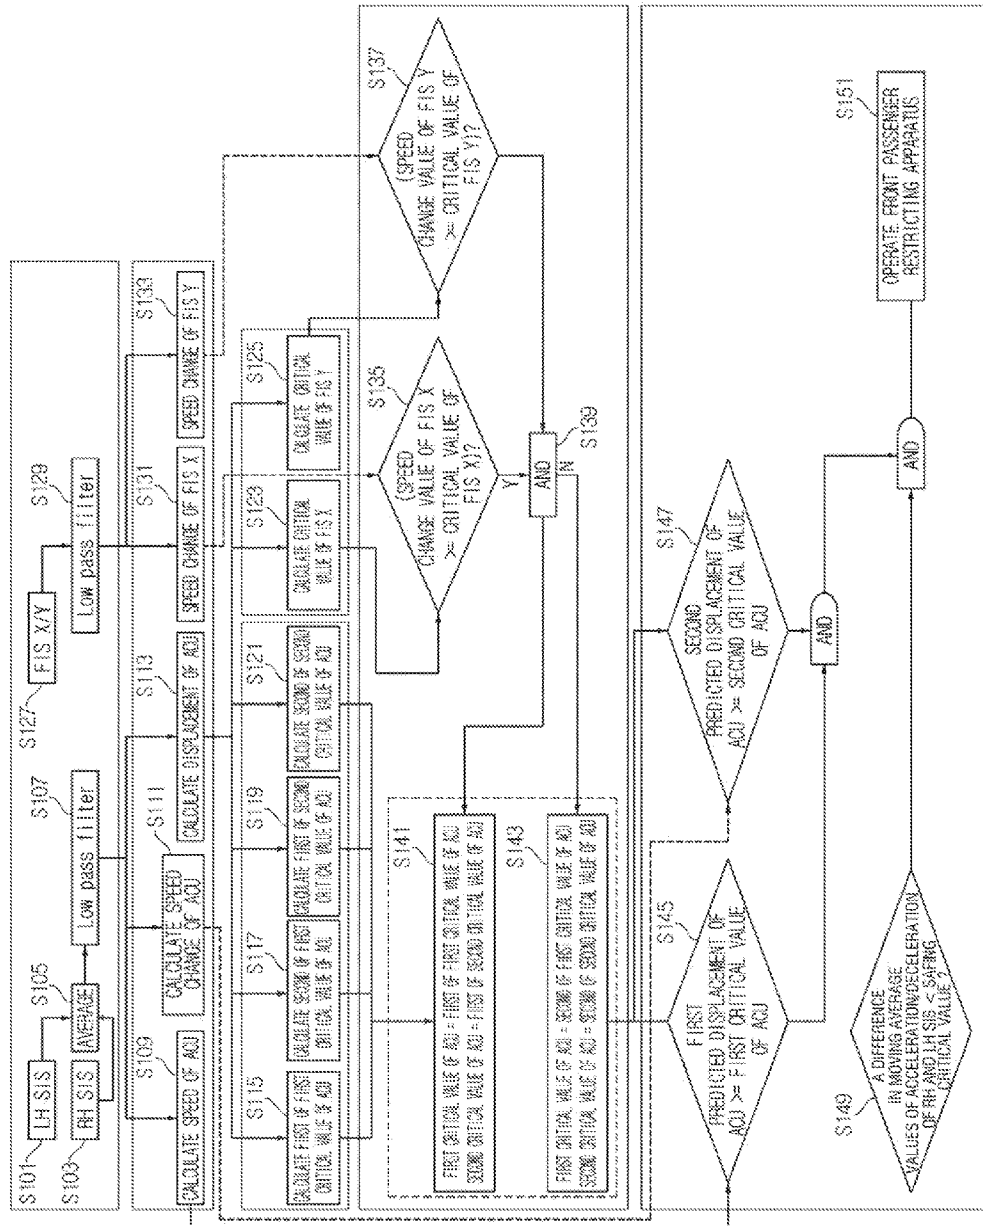 S101
LH SIS
S103
RH SIS
S105
AVERAGE
S107
Low pass filter
S127
FIS X/Y
S129
Low pass filter
S109
CALCULATE SPEED OF ACU
S111
CALCULATE SPEED
CHANGE OF ACU
S113
CALCULATE DISPLACEMENT OF ACU
S131
SPEED CHANGE OF FIS X
S133
SPEED CHANGE OF FIS Y
S115
CALCULATE FIRST OF FIRST
CRITICAL VALUE OF ACU
S117
CALCULATE SECOND OF FIRST
CRITICAL VALUE OF ACU
S119
CALCULATE FIRST OF SECOND
CRITICAL VALUE OF ACU
S121
CALCULATE SECOND OF SECOND
CRITICAL VALUE OF ACU
S123
CALCULATE CRITICAL
VALUE OF FIS X
S125
CALCULATE CRITICAL
VALUE OF FIS Y
S135
(SPEED
CHANGE VALUE OF FIS X
>= CRITICAL VALUE OF
FIS X)?
S137
(SPEED
CHANGE VALUE OF FIS Y
>= CRITICAL VALUE OF
FIS Y)?
Y
AND
N
S139
S141
FIRST CRITICAL VALUE OF ACU = FIRST OF FIRST CRITICAL VALUE OF ACU
SECOND CRITICAL VALUE OF ACU = FIRST OF SECOND CRITICAL VALUE OF ACU
S143
FIRST CRITICAL VALUE OF ACU = SECOND OF FIRST CRITICAL VALUE OF ACU
SECOND CRITICAL VALUE OF ACU = SECOND OF SECOND CRITICAL VALUE OF ACU
S145
FIRST
PREDICTED DISPLACEMENT OF
ACU >= FIRST CRITICAL VALUE
OF ACU
S147
SECOND
PREDICTED DISPLACEMENT OF
ACU >= SECOND CRITICAL VALUE
OF ACU
AND
S149
A DIFFERENCE
IN MOVING AVERAGE
VALUES OF ACCELERATION/DECELERATION
OF RH AND LH SIS < SAFING
CRITICAL VALUE ?
AND
S151
OPERATE FRONT PASSENGER
RESTRICTING APPARATUS